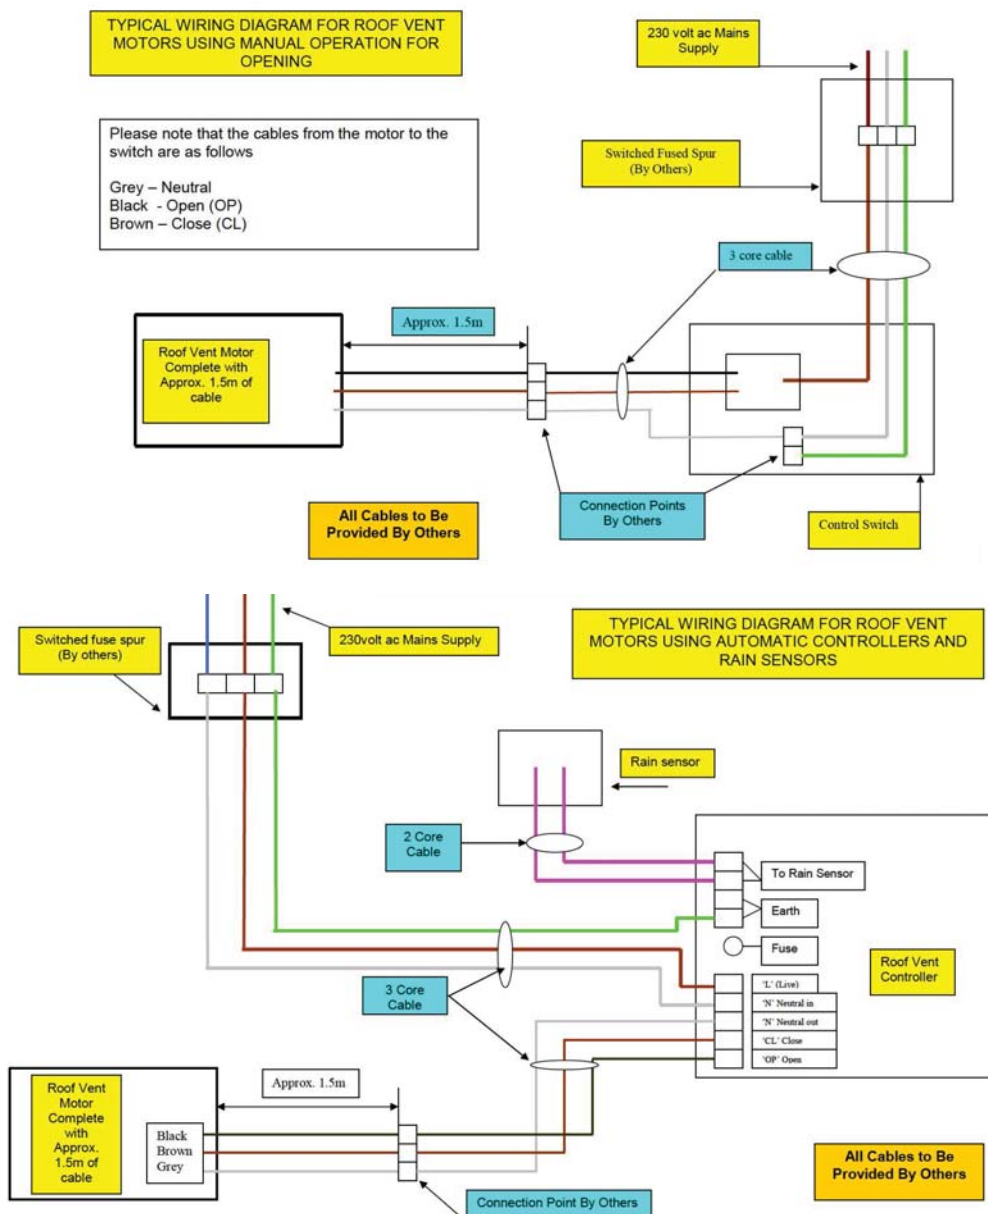 TYPICAL WIRING DIAGRAM FOR ROOF VENT
MOTORS USING MANUAL OPERATION FOR
OPENING
230 volt ac Mains
Supply
Please note that the cables from the motor to the
switch are as follows
Grey – Neutral
Black - Open (OP)
Brown – Close (CL)
Switched Fused Spur
(By Others)
3 core cable
Approx. 1.5m
Roof Vent Motor
Complete with
Approx. 1.5m of
cable
All Cables to Be
Provided By Others
Connection Points
By Others
Control Switch
Switched fuse spur
(By others)
230volt ac Mains Supply
TYPICAL WIRING DIAGRAM FOR ROOF VENT
MOTORS USING AUTOMATIC CONTROLLERS AND
RAIN SENSORS
Rain sensor
2 Core
Cable
To Rain Sensor
Earth
Fuse
Roof Vent
Controller
3 Core
Cable
'L' (Live)
'N' Neutral in
'N' Neutral out
'CL' Close
'OP' Open
Roof Vent
Motor
Complete
with
Approx.
1.5m of
cable
Approx. 1.5m
Black
Brown
Grey
All Cables to Be
Provided By Others
Connection Point By Others